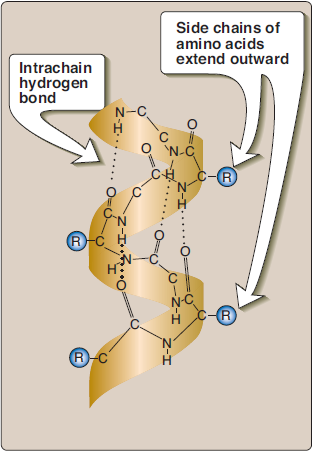 Side chains of
amino acids
extend outward
Intrachain
hydrogen
bond
N C
H C O
O N C
C H C R
O C N
C N C H
R C H O O
N C
H C
O N C
H C R
C
R C N
H